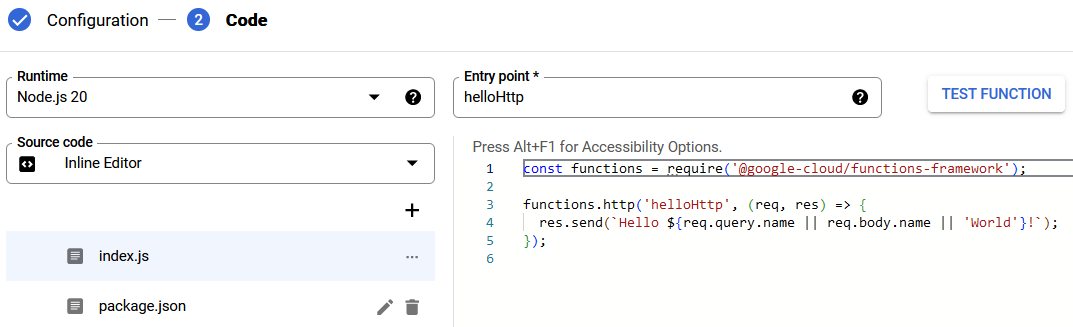 Configuration — 2 Code
Runtime
Node.js 20
Entry point *
helloHttp
TEST FUNCTION
Source code
Inline Editor
index.js
package.json
Press Alt+F1 for Accessibility Options.
1 const functions = require('@google-cloud/functions-framework');
2
3 functions.http('helloHttp', (req, res) => {
4   res.send(`Hello ${req.query.name || req.body.name || 'World'}!`);
5 });
6